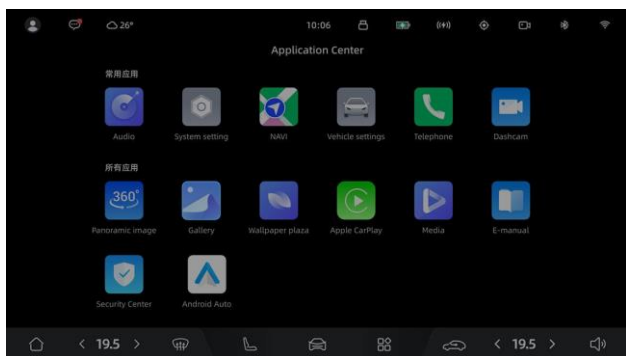 26° 10:06
Application Center
常用应用
Audio System setting NAVI Vehicle settings Telephone Dashcam
所有应用
360°
Panoramic image Gallery Wallpaper plaza Apple CarPlay Media E-manual
Security Center Android Auto
< 19.5 > < 19.5 >